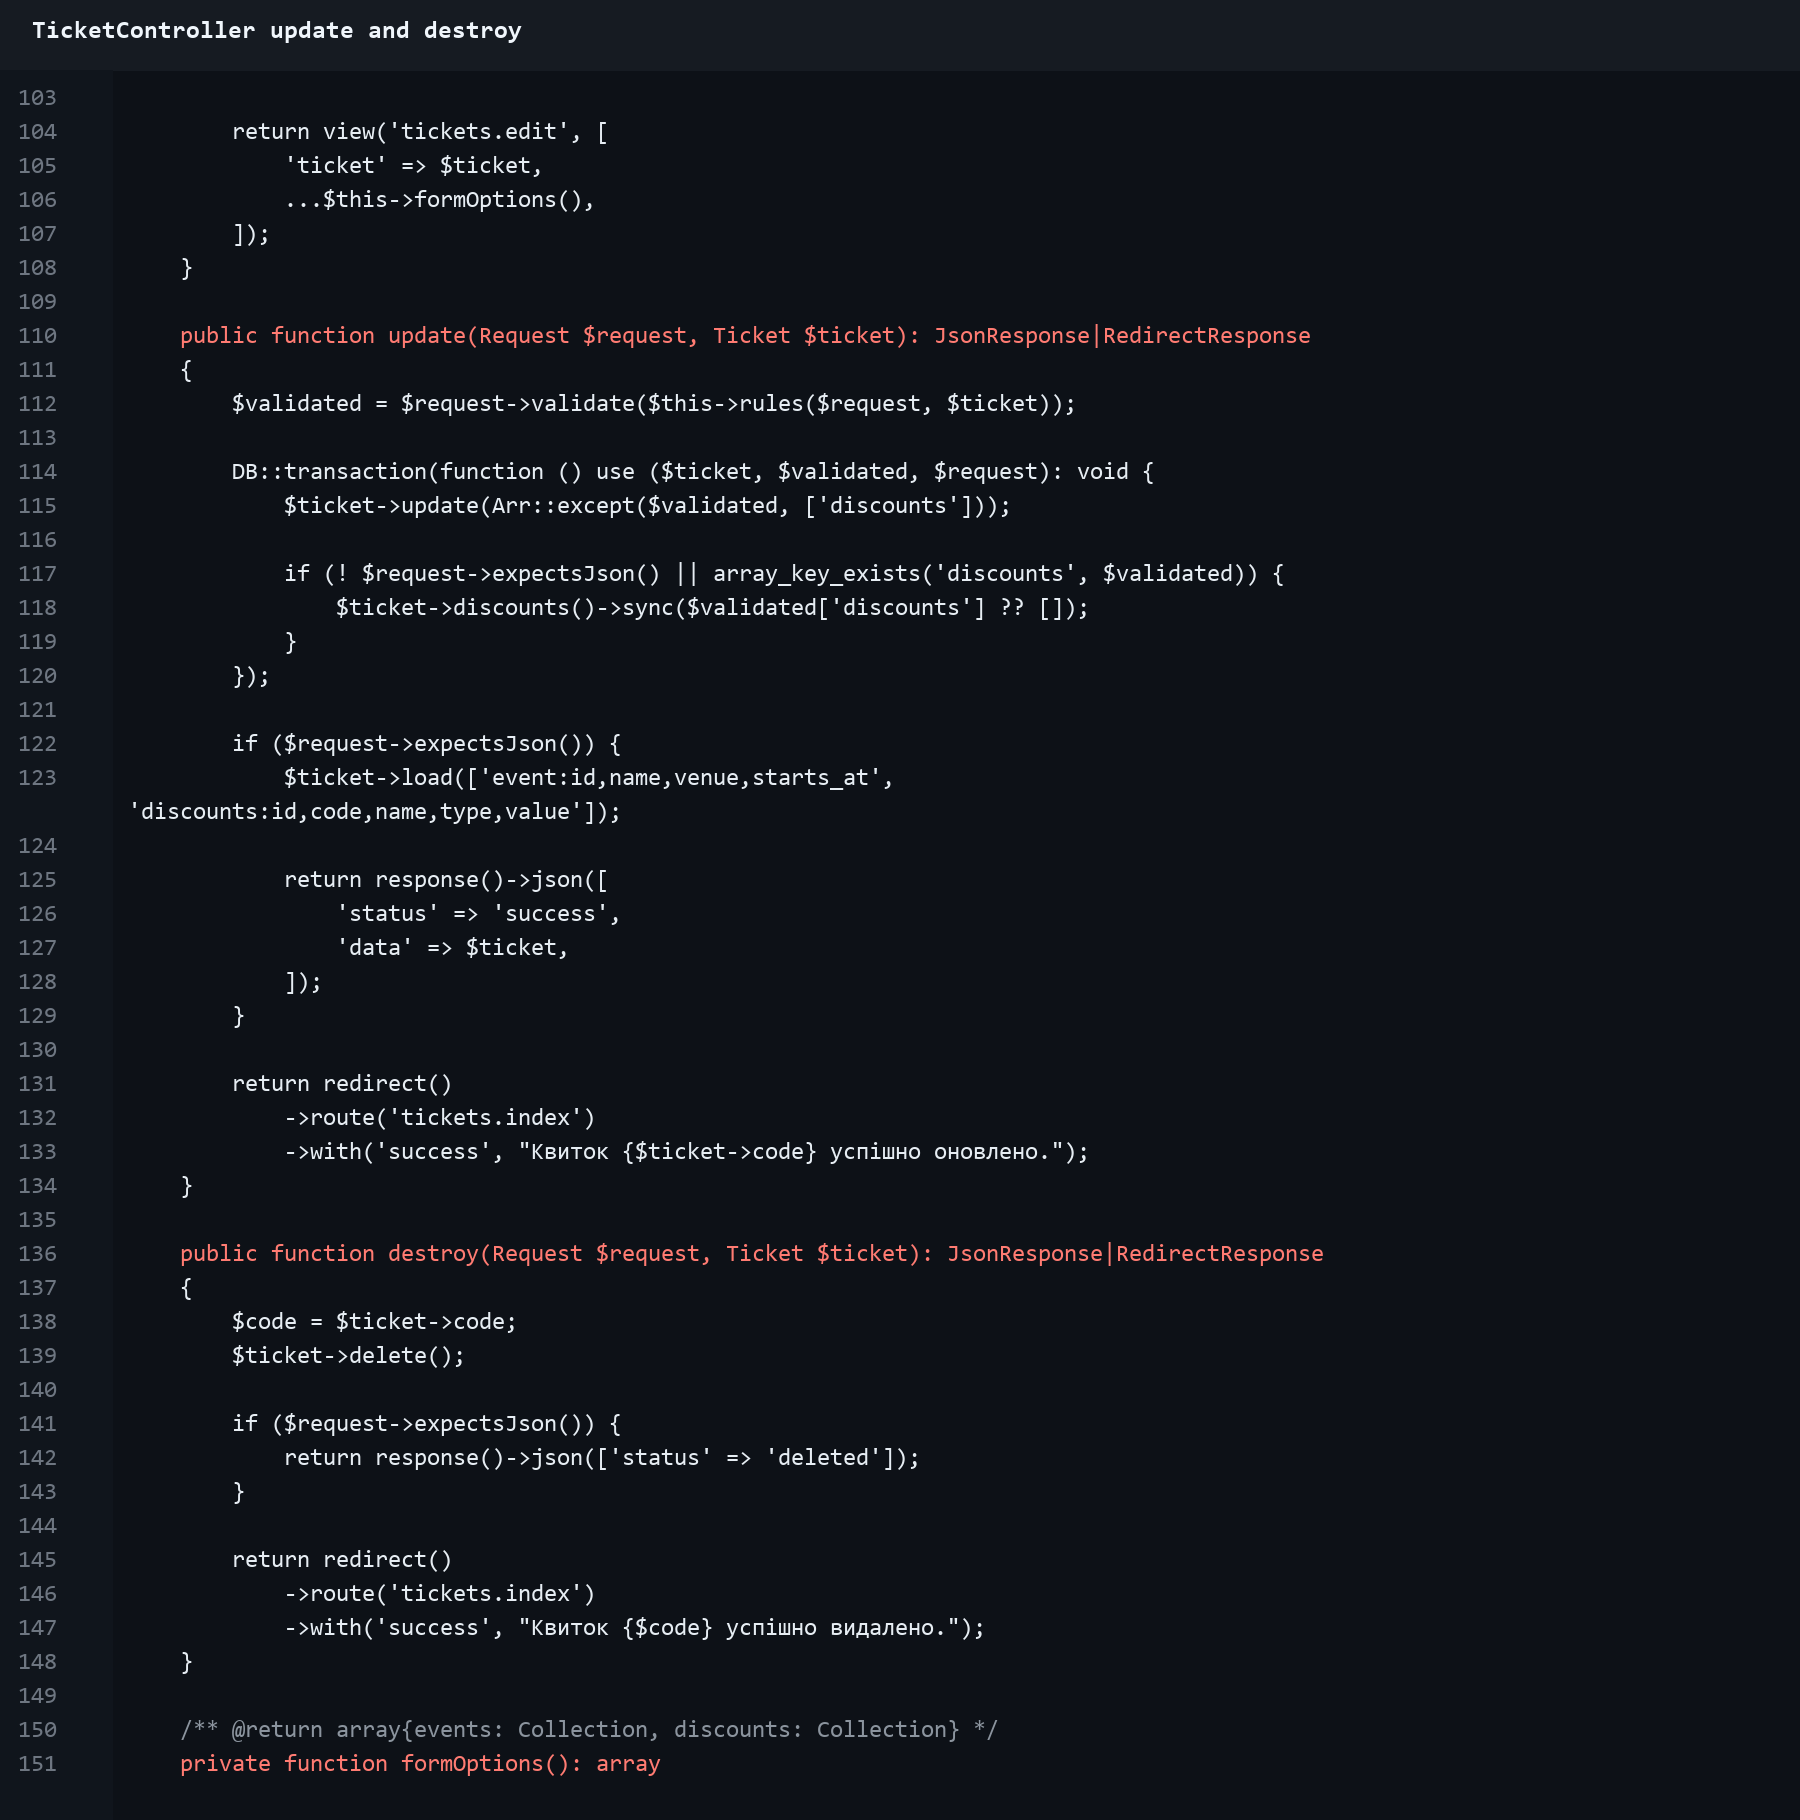 TicketController update and destroy
103
104         return view('tickets.edit', [
105             'ticket' => $ticket,
106             ...$this->formOptions(),
107         ]);
108     }
109
110     public function update(Request $request, Ticket $ticket): JsonResponse|RedirectResponse
111     {
112         $validated = $request->validate($this->rules($request, $ticket));
113
114         DB::transaction(function () use ($ticket, $validated, $request): void {
115             $ticket->update(Arr::except($validated, ['discounts']));
116
117             if (! $request->expectsJson() || array_key_exists('discounts', $validated)) {
118                 $ticket->discounts()->sync($validated['discounts'] ?? []);
119             }
120         });
121
122         if ($request->expectsJson()) {
123             $ticket->load(['event:id,name,venue,starts_at',
'discounts:id,code,name,type,value']);
124
125             return response()->json([
126                 'status' => 'success',
127                 'data' => $ticket,
128             ]);
129         }
130
131         return redirect()
132             ->route('tickets.index')
133             ->with('success', "Квиток {$ticket->code} успішно оновлено.");
134     }
135
136     public function destroy(Request $request, Ticket $ticket): JsonResponse|RedirectResponse
137     {
138         $code = $ticket->code;
139         $ticket->delete();
140
141         if ($request->expectsJson()) {
142             return response()->json(['status' => 'deleted']);
143         }
144
145         return redirect()
146             ->route('tickets.index')
147             ->with('success', "Квиток {$code} успішно видалено.");
148     }
149
150     /** @return array{events: Collection, discounts: Collection} */
151     private function formOptions(): array